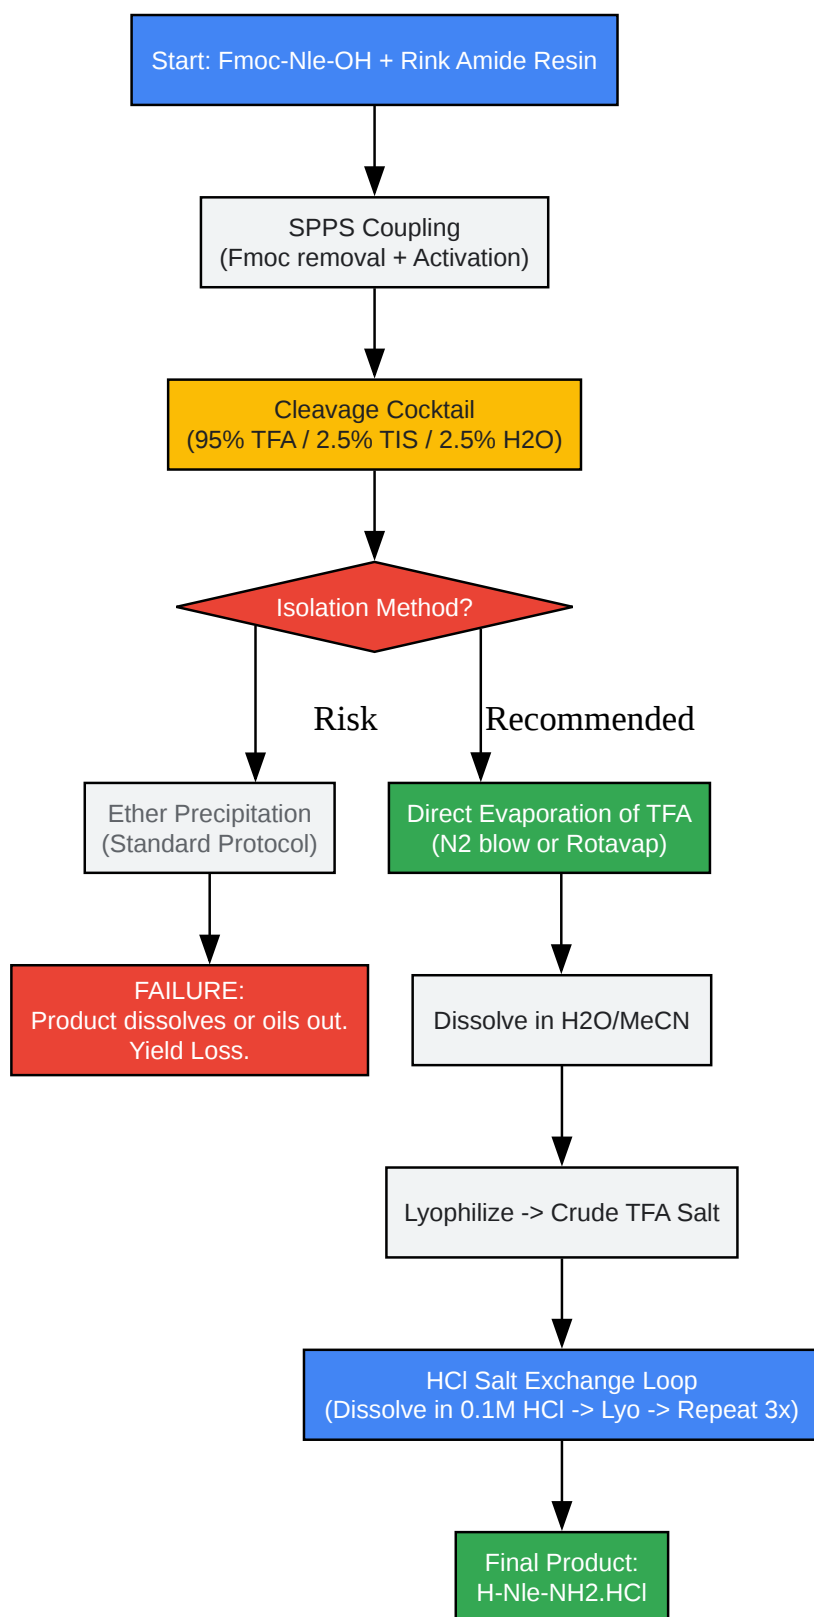 Start: Fmoc-Nle-OH + Rink Amide Resin
SPPS Coupling
(Fmoc removal + Activation)
Cleavage Cocktail
(95% TFA / 2.5% TIS / 2.5% H2O)
Isolation Method?
Risk
Recommended
Ether Precipitation
(Standard Protocol)
Direct Evaporation of TFA
(N2 blow or Rotavap)
FAILURE:
Product dissolves or oils out.
Yield Loss.
Dissolve in H2O/MeCN
Lyophilize -> Crude TFA Salt
HCl Salt Exchange Loop
(Dissolve in 0.1M HCl -> Lyo -> Repeat 3x)
Final Product:
H-Nle-NH2.HCl